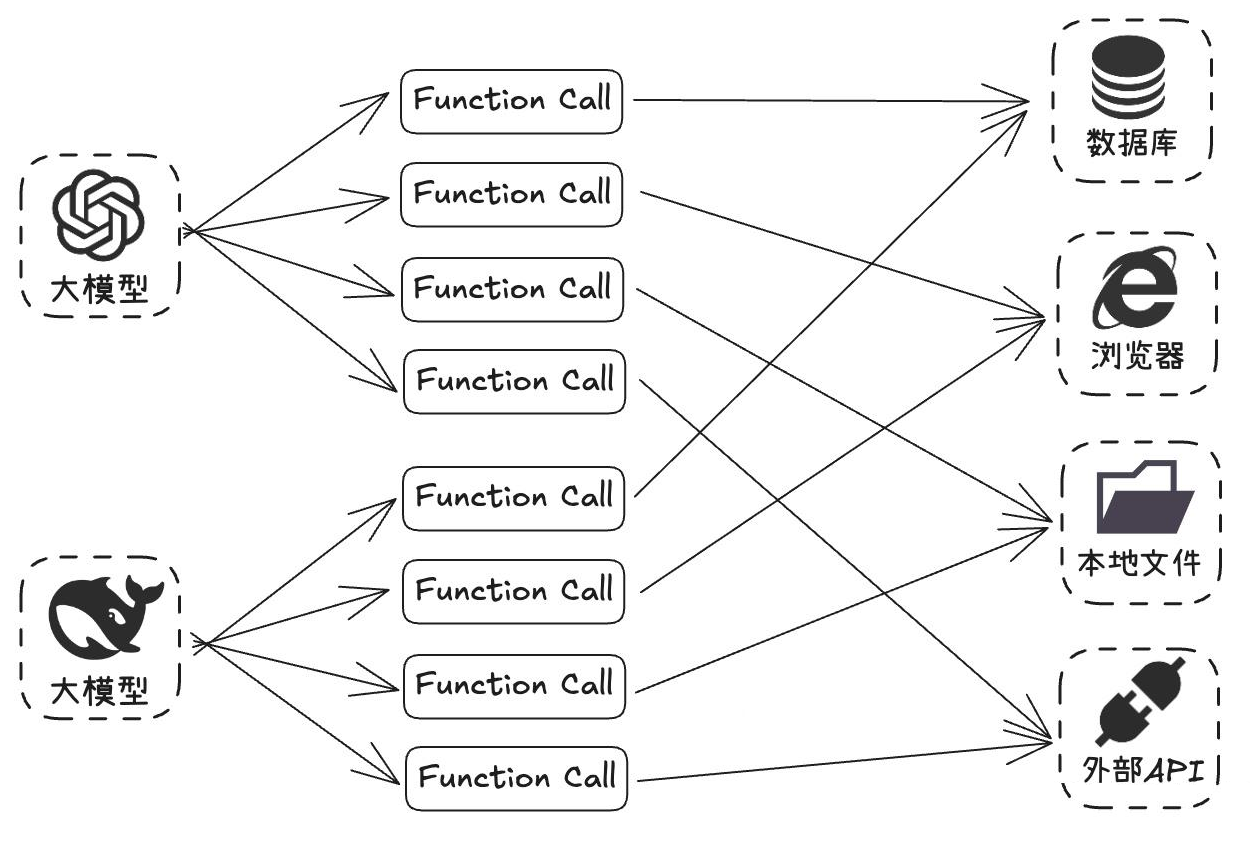 大模型
Function Call
Function Call
Function Call
Function Call
数据库
浏览器
大模型
Function Call
Function Call
Function Call
Function Call
本地文件
外部API